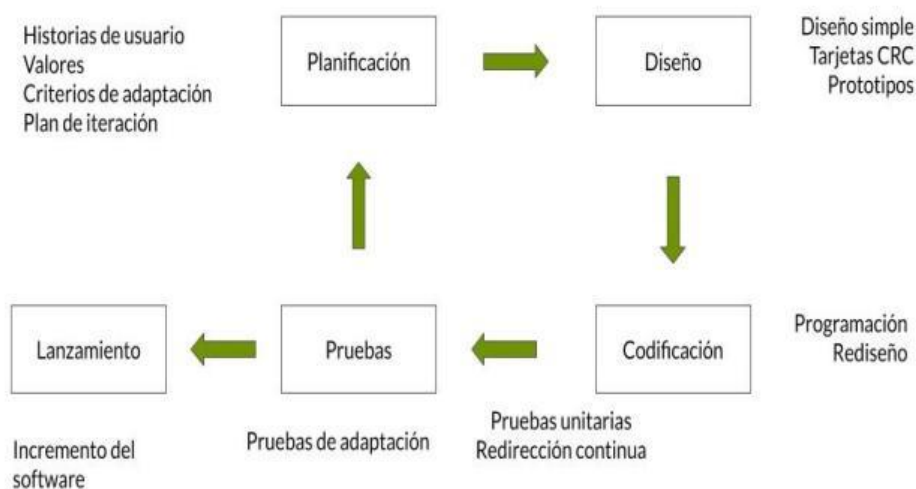 Historias de usuario
Valores
Criterios de adaptación
Plan de iteración
Planificación
Diseño
Diseño simple
Tarjetas CRC
Prototipos
Lanzamiento
Pruebas
Codificación
Programación
Rediseño
Incremento del
software
Pruebas de adaptación
Pruebas unitarias
Redirección continua